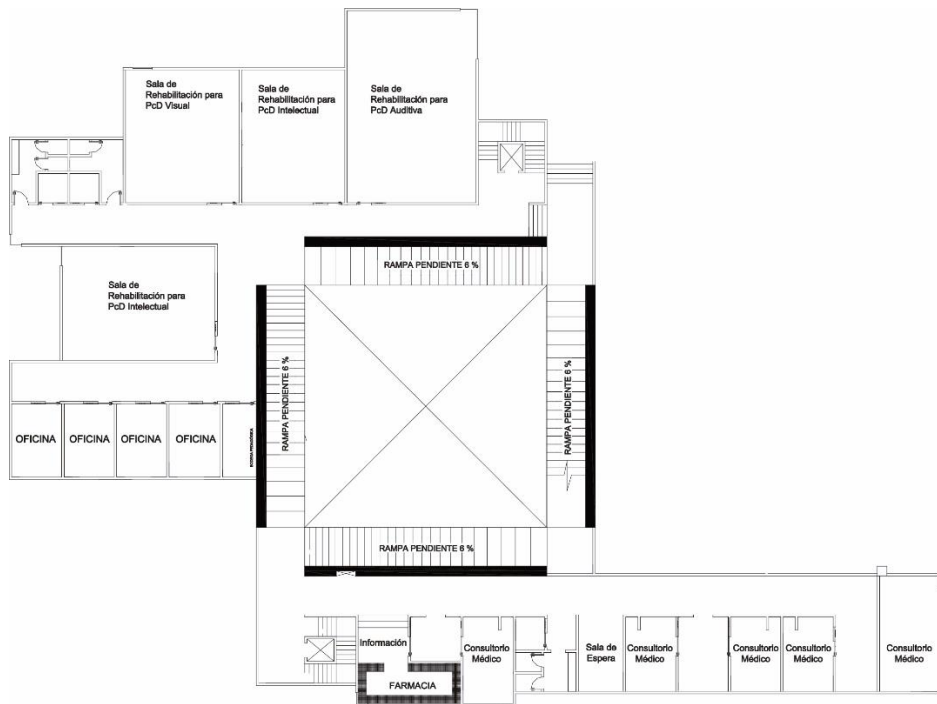 Sala de
Rehabilitación para
PcD Visual
Sala de
Rehabilitación para
PcD Intelectual
Sala de
Rehabilitación para
PcD Auditiva
RAMPA PENDIENTE 6 %
Sala de
Rehabilitación para
PcD Intelectual
RAMPA PENDIENTE 6 %
RAMPA PENDIENTE 6 %
OFICINA
OFICINA
OFICINA
OFICINA
RAMPA PENDIENTE 6 %
Información
FARMACIA
Consultorio
Médico
Sala de
Espera
Consultorio
Médico
Consultorio
Médico
Consultorio
Médico
Consultorio
Médico